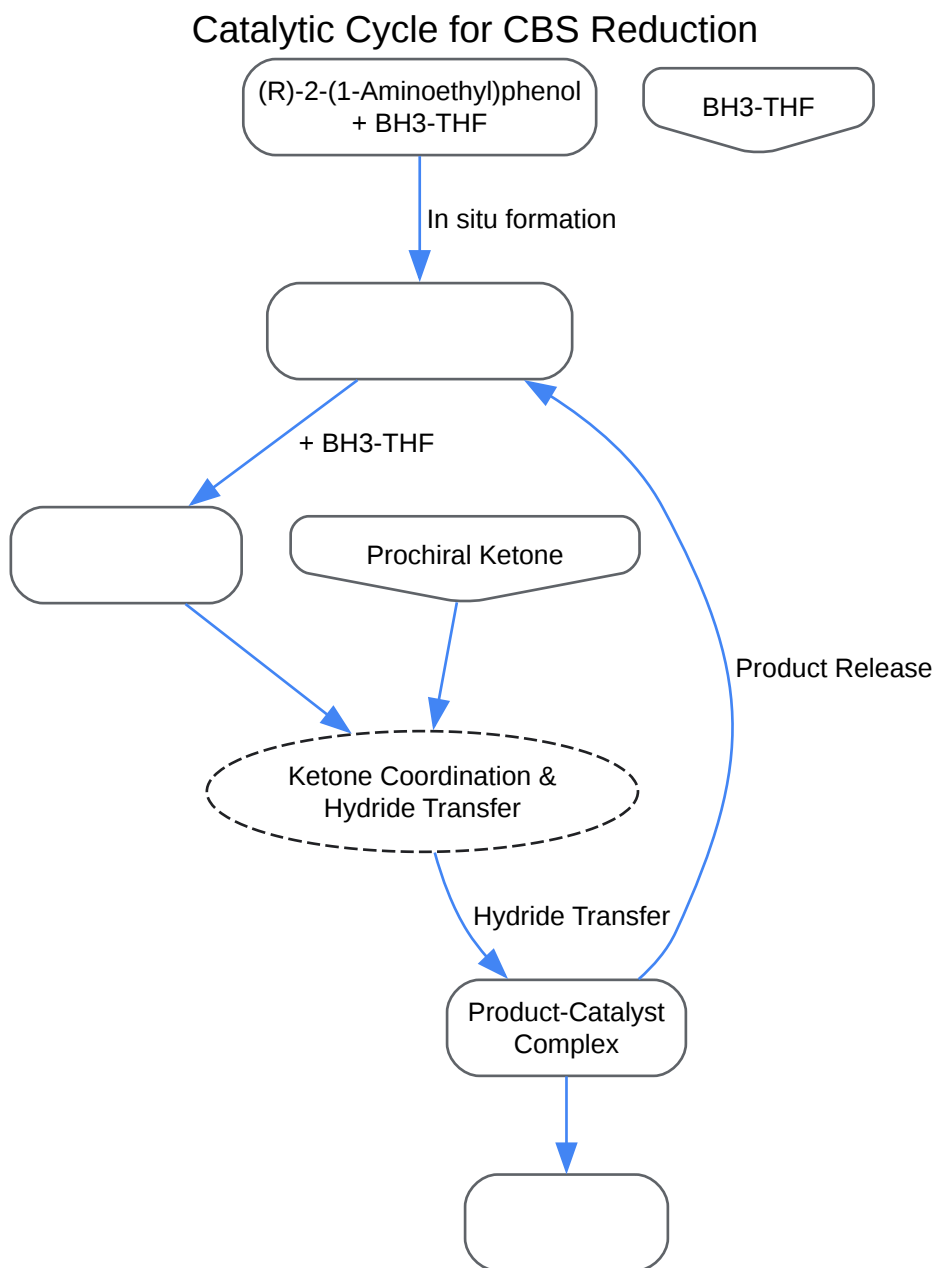 Catalytic Cycle for CBS Reduction
(R)-2-(1-Aminoethyl)phenol
+ BH3-THF
BH3-THF
In situ formation
+ BH3-THF
Prochiral Ketone
Product Release
Ketone Coordination &
Hydride Transfer
Hydride Transfer
Product-Catalyst
Complex